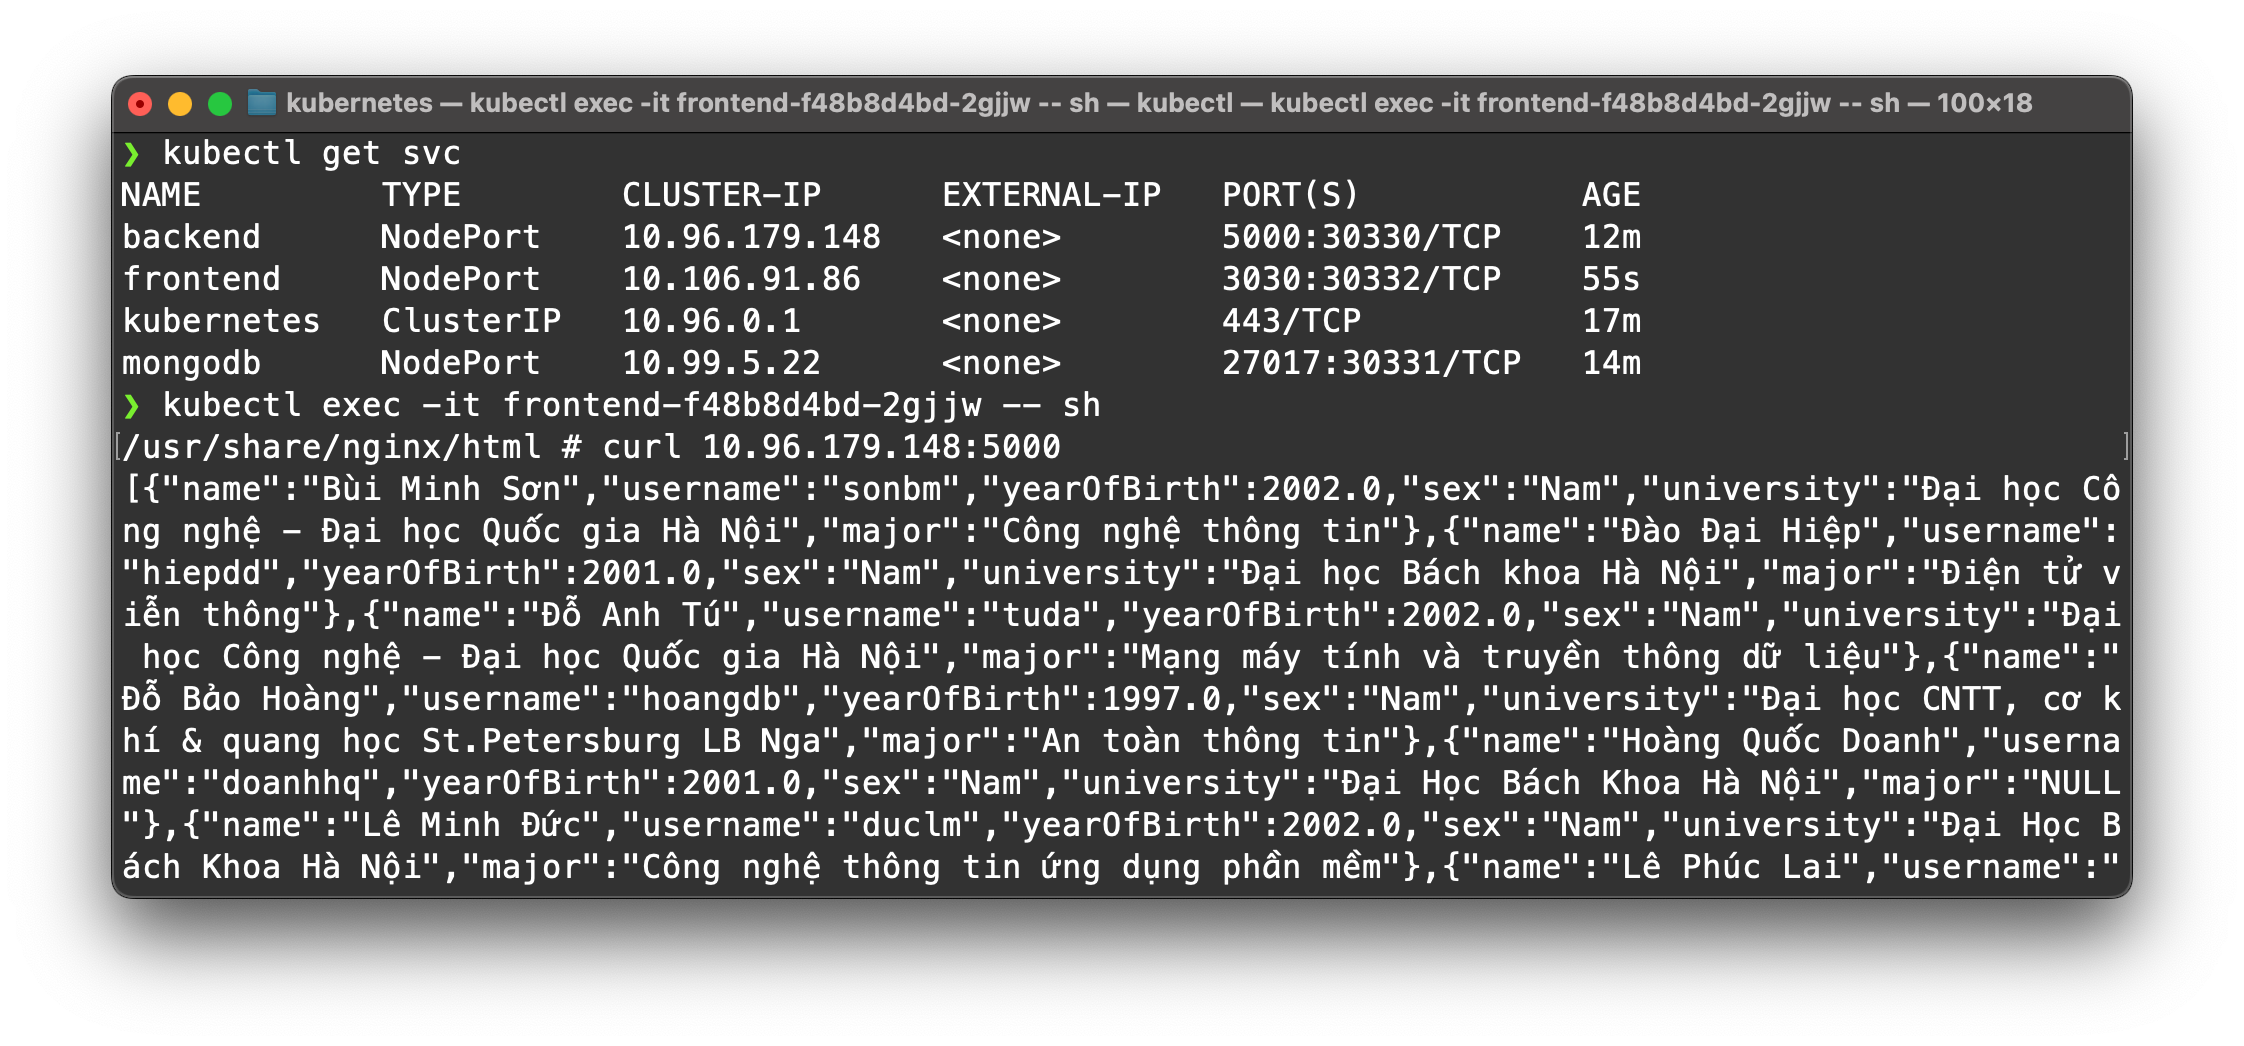 kubernetes — kubectl exec -it frontend-f48b8d4bd-2gjjw -- sh — kubectl — kubectl exec -it frontend-f48b8d4bd-2gjjw -- sh — 100×18
❯ kubectl get svc
NAME         TYPE        CLUSTER-IP      EXTERNAL-IP   PORT(S)           AGE
backend      NodePort    10.96.179.148   <none>        5000:30330/TCP    12m
frontend     NodePort    10.106.91.86    <none>        3030:30332/TCP    55s
kubernetes   ClusterIP   10.96.0.1       <none>        443/TCP           17m
mongodb      NodePort    10.99.5.22      <none>        27017:30331/TCP   14m
❯ kubectl exec -it frontend-f48b8d4bd-2gjjw -- sh
[/usr/share/nginx/html # curl 10.96.179.148:5000 ]
[{"name":"Bùi Minh Sơn","username":"sonbm","yearOfBirth":2002.0,"sex":"Nam","university":"Đại học Cô
ng nghệ - Đại học Quốc gia Hà Nội","major":"Công nghệ thông tin"},{"name":"Đào Đại Hiệp","username":
"hiepdd","yearOfBirth":2001.0,"sex":"Nam","university":"Đại học Bách khoa Hà Nội","major":"Điện tử v
iễn thông"},{"name":"Đỗ Anh Tú","username":"tuda","yearOfBirth":2002.0,"sex":"Nam","university":"Đại
 học Công nghệ - Đại học Quốc gia Hà Nội","major":"Mạng máy tính và truyền thông dữ liệu"},{"name":"
Đỗ Bảo Hoàng","username":"hoangdb","yearOfBirth":1997.0,"sex":"Nam","university":"Đại học CNTT, cơ k
hí & quang học St.Petersburg LB Nga","major":"An toàn thông tin"},{"name":"Hoàng Quốc Doanh","userna
me":"doanhhq","yearOfBirth":2001.0,"sex":"Nam","university":"Đại Học Bách Khoa Hà Nội","major":"NULL
"},{"name":"Lê Minh Đức","username":"duclm","yearOfBirth":2002.0,"sex":"Nam","university":"Đại Học B
ách Khoa Hà Nội","major":"Công nghệ thông tin ứng dụng phần mềm"},{"name":"Lê Phúc Lai","username":"